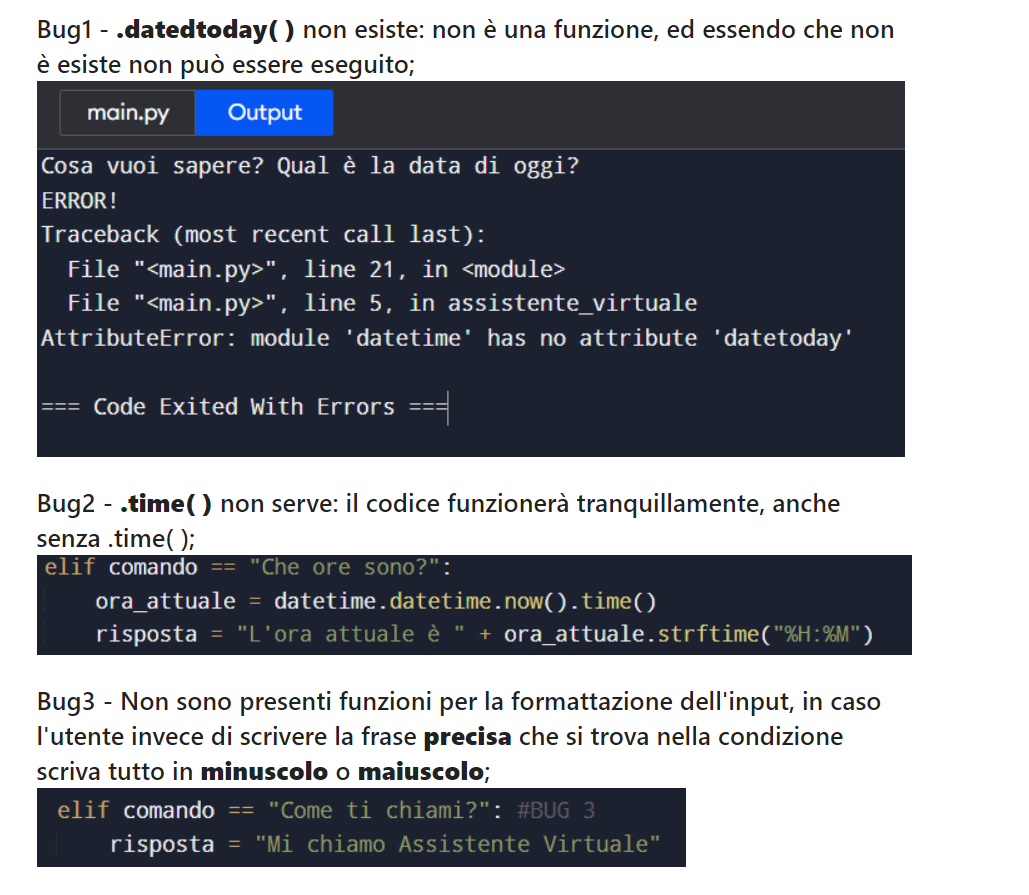 Bug1 - .datedtoday( ) non esiste: non è una funzione, ed essendo che non
è esiste non può essere eseguito;
main.py Output
Cosa vuoi sapere? Qual è la data di oggi?
ERROR!
Traceback (most recent call last):
  File "<main.py>", line 21, in <module>
  File "<main.py>", line 5, in assistente_virtuale
AttributeError: module 'datetime' has no attribute 'datetoday'
=== Code Exited With Errors ===
Bug2 - .time( ) non serve: il codice funzionerà tranquillamente, anche
senza .time( );
elif comando == "Che ore sono?":
    ora_attuale = datetime.datetime.now().time()
    risposta = "L'ora attuale è " + ora_attuale.strftime("%H:%M")
Bug3 - Non sono presenti funzioni per la formattazione dell'input, in caso
l'utente invece di scrivere la frase precisa che si trova nella condizione
scriva tutto in minuscolo o maiuscolo;
elif comando == "Come ti chiami?": #BUG 3
    risposta = "Mi chiamo Assistente Virtuale"